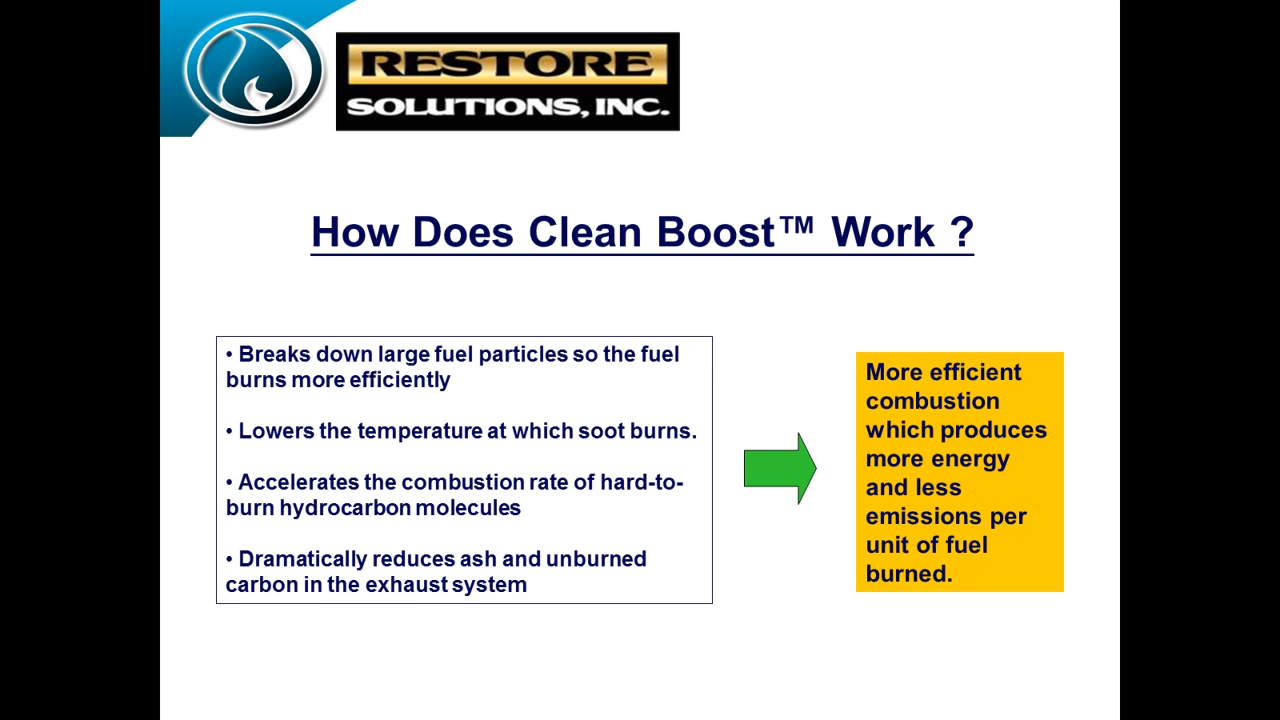 RESTORE
SOLUTIONS, INC.
How Does Clean Boost™ Work ?
• Breaks down large fuel particles so the fuel
burns more efficiently
• Lowers the temperature at which soot burns.
• Accelerates the combustion rate of hard-to-
burn hydrocarbon molecules
• Dramatically reduces ash and unburned
carbon in the exhaust system
More efficient
combustion
which produces
more energy
and less
emissions per
unit of fuel
burned.